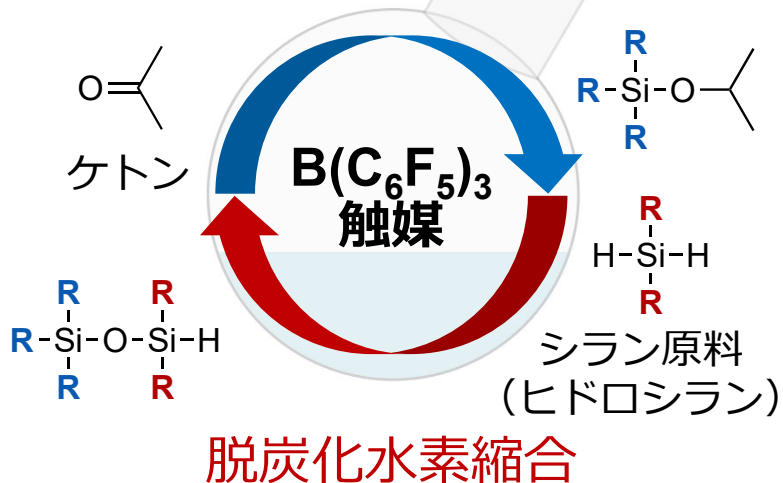 O
ケトン
B(C₆F₅)₃
触媒
R
R-Si-O
R
R
H-Si-H
R
シラン原料
（ヒドロシラン）
R R
R-Si-O-Si-H
R R
脱炭化水素縮合